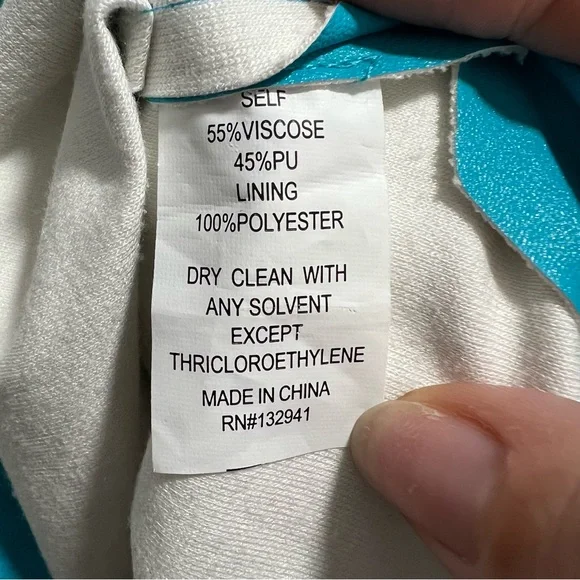 SELF
55%VISCOSE
45%PU
LINING
100%POLYESTER
DRY CLEAN WITH
ANY SOLVENT
EXCEPT
THRICLOROETHYLENE
MADE IN CHINA
RN#132941